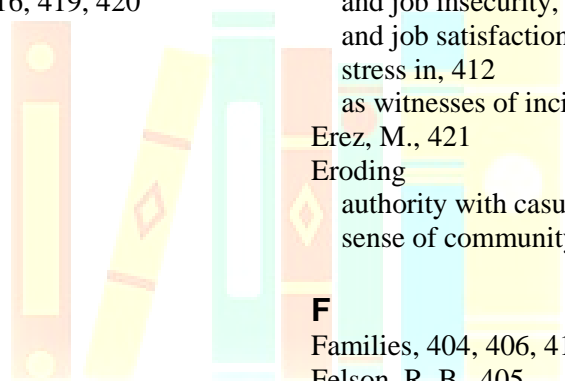 16, 419, 420
and job insecurity,
and job satisfaction
stress in, 412
as witnesses of inci
Erez, M., 421
Eroding
authority with casu
sense of community
F
Families, 404, 406, 41
Felson, R. B., 405